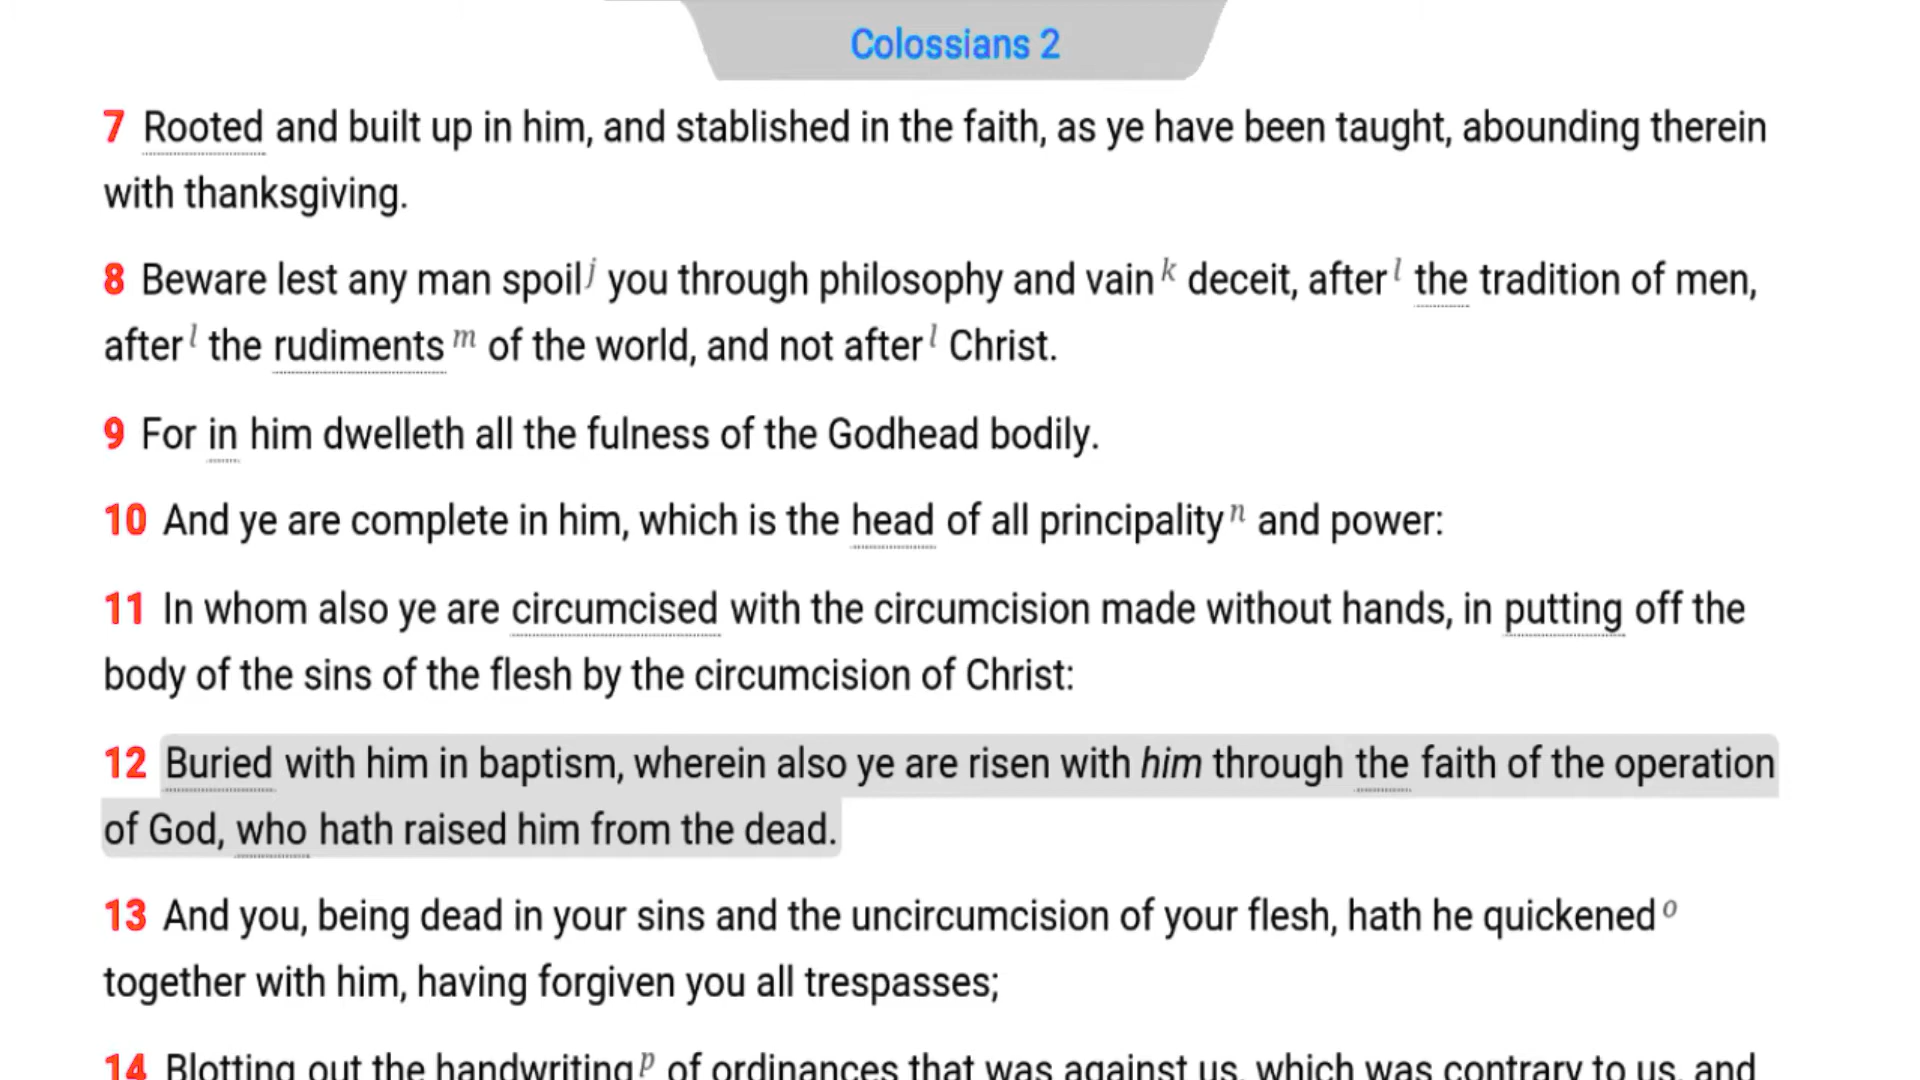 Colossians 2
7 Rooted and built up in him, and stablished in the faith, as ye have been taught, abounding therein
with thanksgiving.
8 Beware lest any man spoil j you through philosophy and vain k deceit, after l the tradition of men,
after l the rudiments m of the world, and not after l Christ.
9 For in him dwelleth all the fulness of the Godhead bodily.
10 And ye are complete in him, which is the head of all principality n and power:
11 In whom also ye are circumcised with the circumcision made without hands, in putting off the
body of the sins of the flesh by the circumcision of Christ:
12 Buried with him in baptism, wherein also ye are risen with him through the faith of the operation
of God, who hath raised him from the dead.
13 And you, being dead in your sins and the uncircumcision of your flesh, hath he quickened o
together with him, having forgiven you all trespasses;
14 Blotting out the handwriting p of ordinances that was against us, which was contrary to us, and